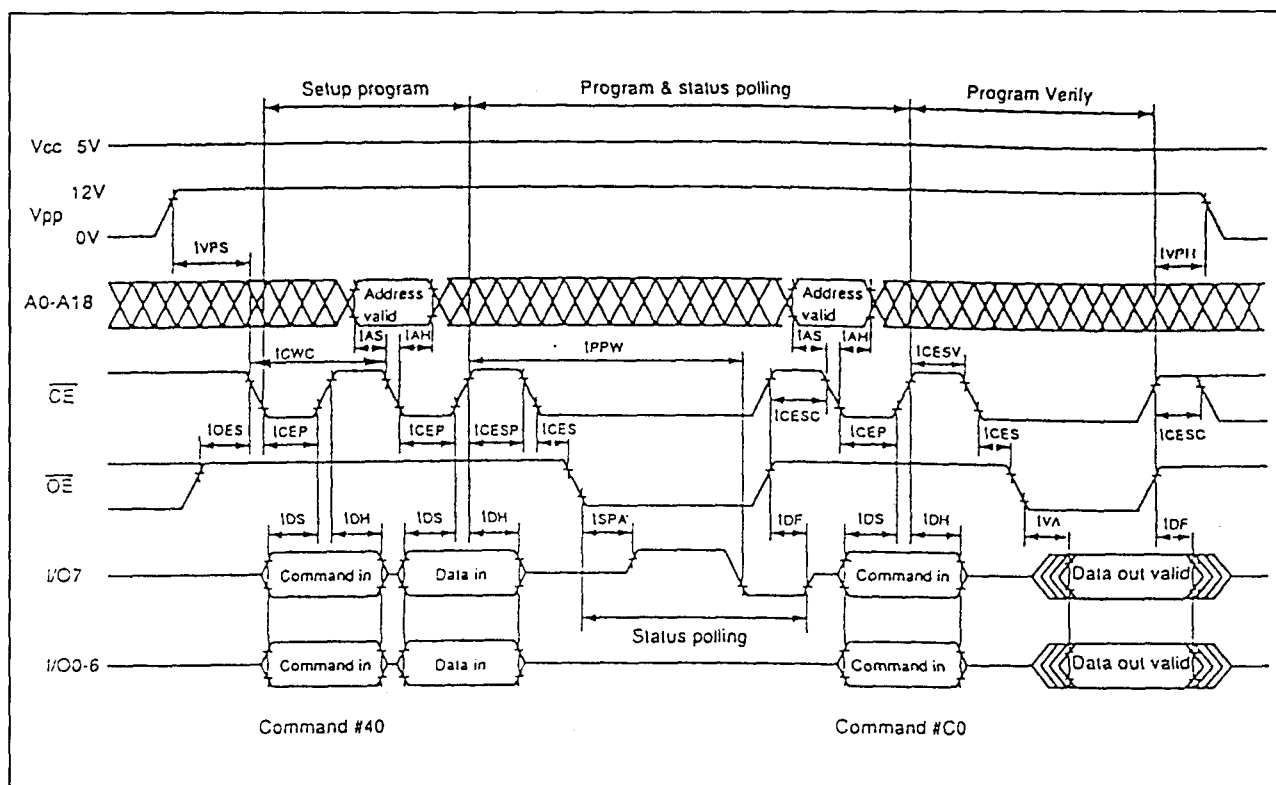 Setup program Program & status polling Program Verify
Vcc 5V
12V
Vpp
0V
tVPS tVPH
A0-A18 Address valid Address valid
tAS tAH tAS tAH
tCWC tPPW tCESV
CE
tCESC
tOES tCEP tCEP tCESP tCES tCEP tCES tCESC
OE
tDS tDH tDS tDH tSPA tDF tDS tDH tVA tDF
I/O7 Command in Data in Command in Data out valid
Status polling
I/O0-6 Command in Data in Command in Data out valid
Command #40 Command #C0